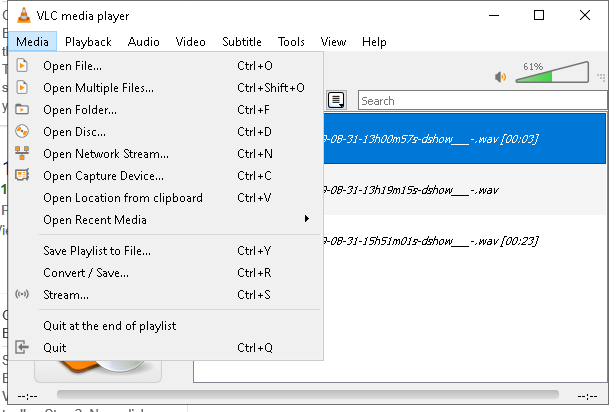 VLC media player
Media Playback Audio Video Subtitle Tools View Help
Open File... Ctrl+O
61%
Open Multiple Files... Ctrl+Shift+O
Search
Open Folder... Ctrl+F
Open Disc... Ctrl+D
-08-31-13h00m57s-dshow___-.wav [00:03]
Open Network Stream... Ctrl+N
Open Capture Device... Ctrl+C
-08-31-13h19m15s-dshow___-.wav
Open Location from clipboard Ctrl+V
Open Recent Media
-08-31-15h51m01s-dshow___-.wav [00:23]
Save Playlist to File... Ctrl+Y
Convert / Save... Ctrl+R
Stream... Ctrl+S
Quit at the end of playlist
Quit Ctrl+Q
--:-- --:--